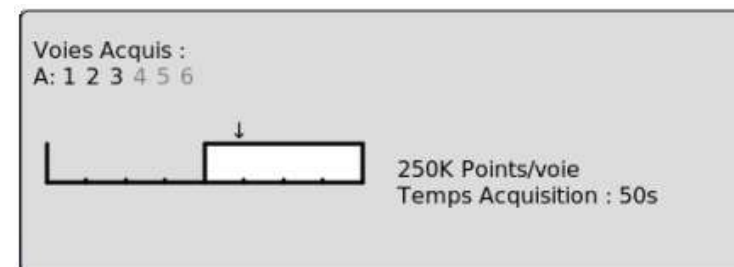 Voies Acquis :
A: 1 2 3 4 5 6
↓
250K Points/voie
Temps Acquisition : 50s